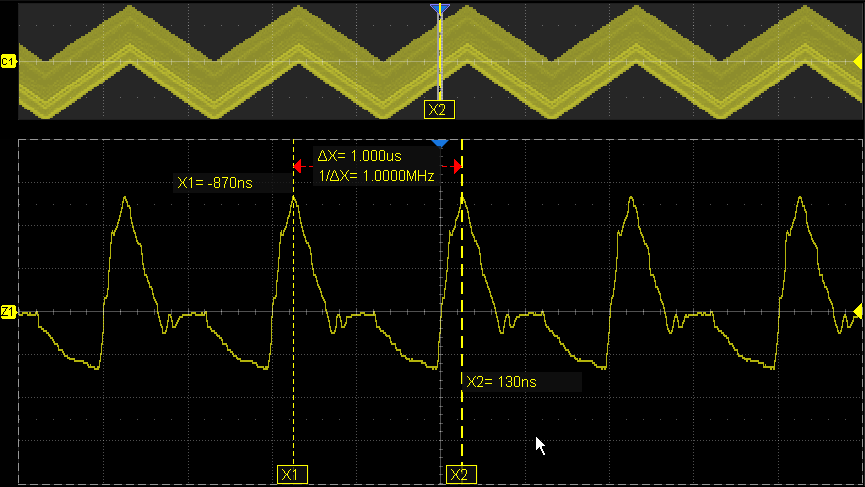 C1
X2
ΔX= 1.000us
1/ΔX= 1.0000MHz
X1= -870ns
Z1
X2= 130ns
X1
X2